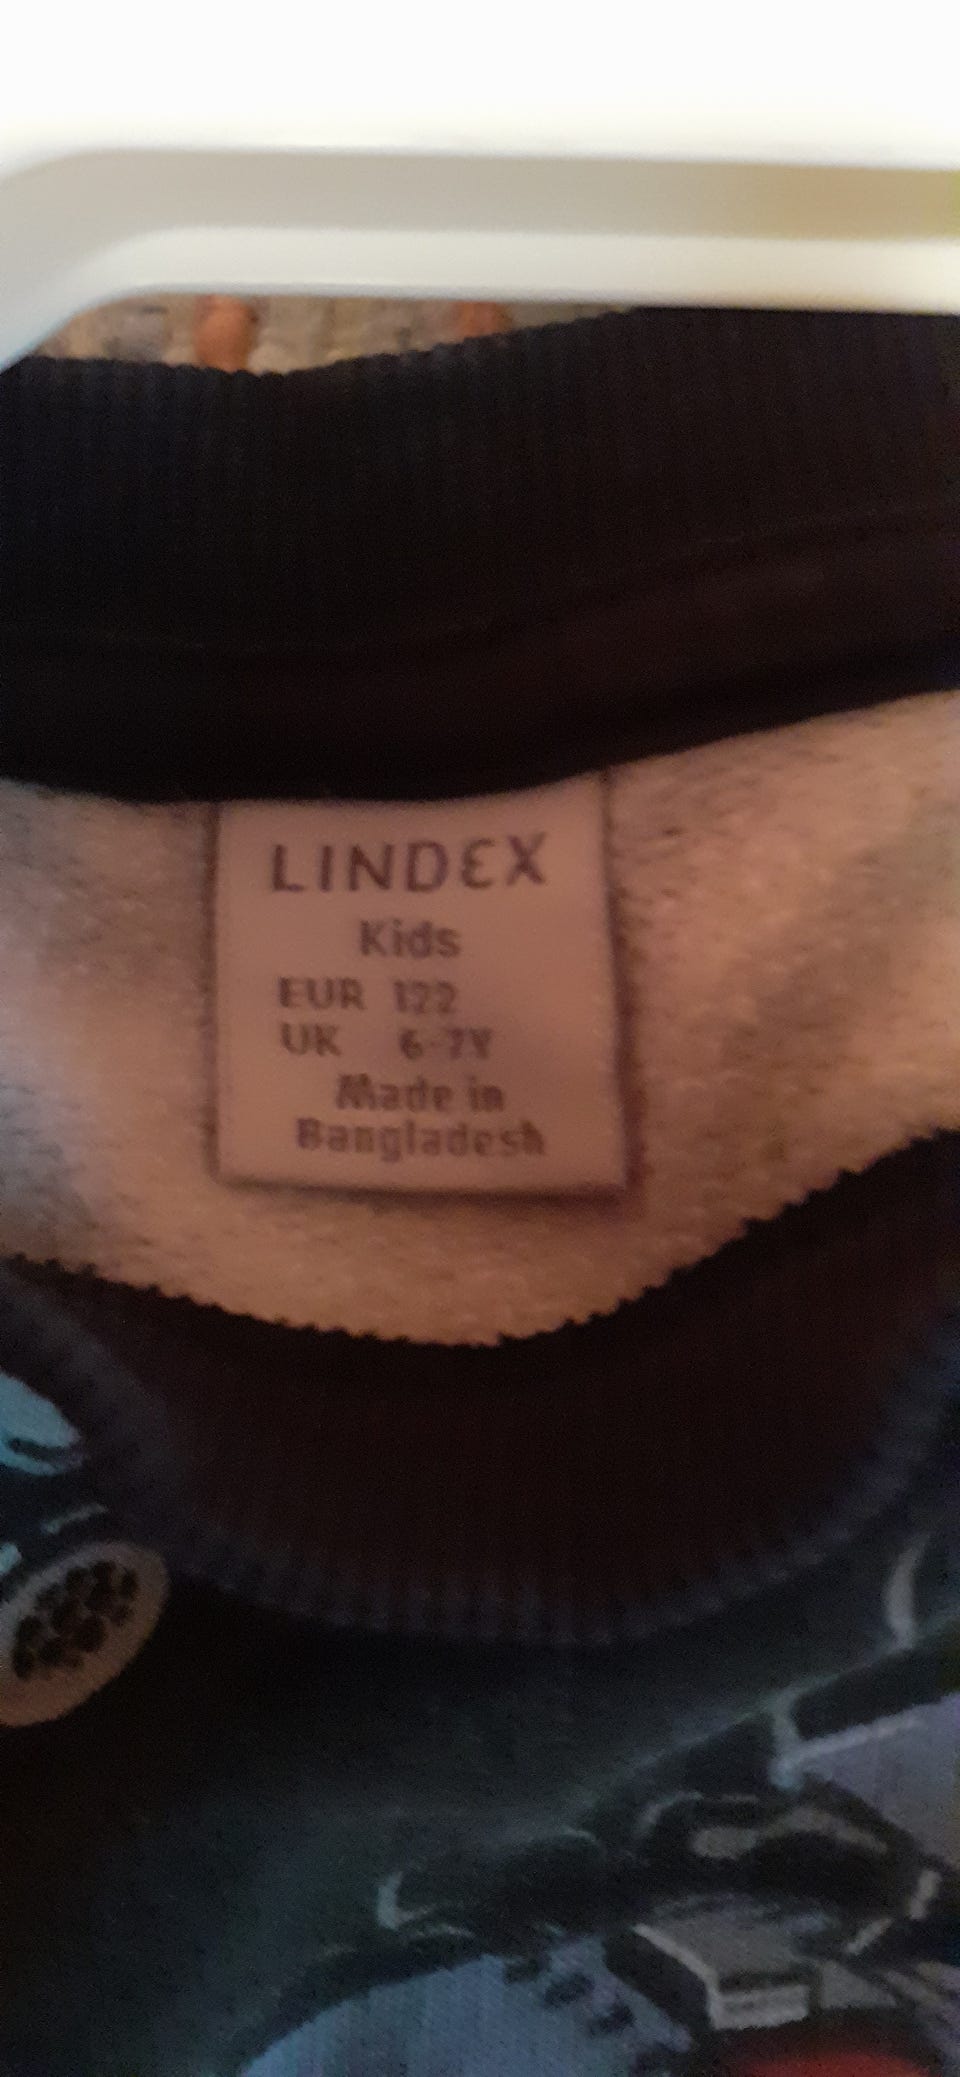 LINDEX
Kids
EUR 122
UK 6-7Y
Made in
Bangladesh